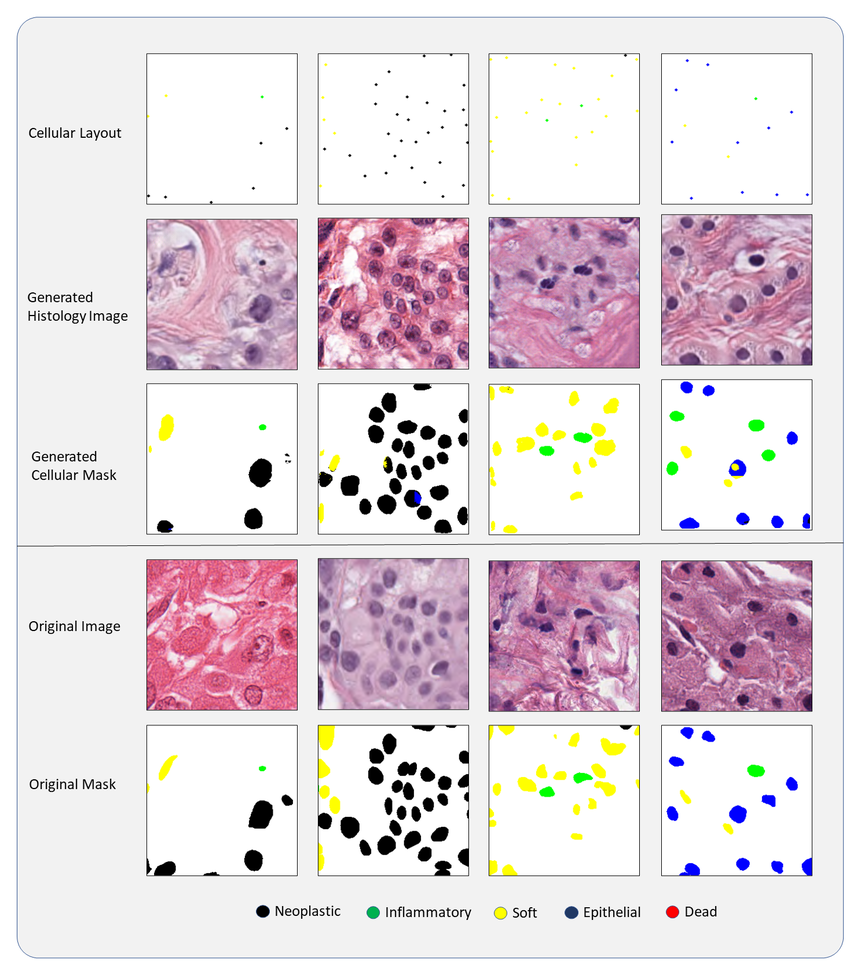 Cellular Layout
Generated
Histology Image
Generated
Cellular Mask
Original Image
Original Mask
Neoplastic Inflammatory Soft Epithelial Dead